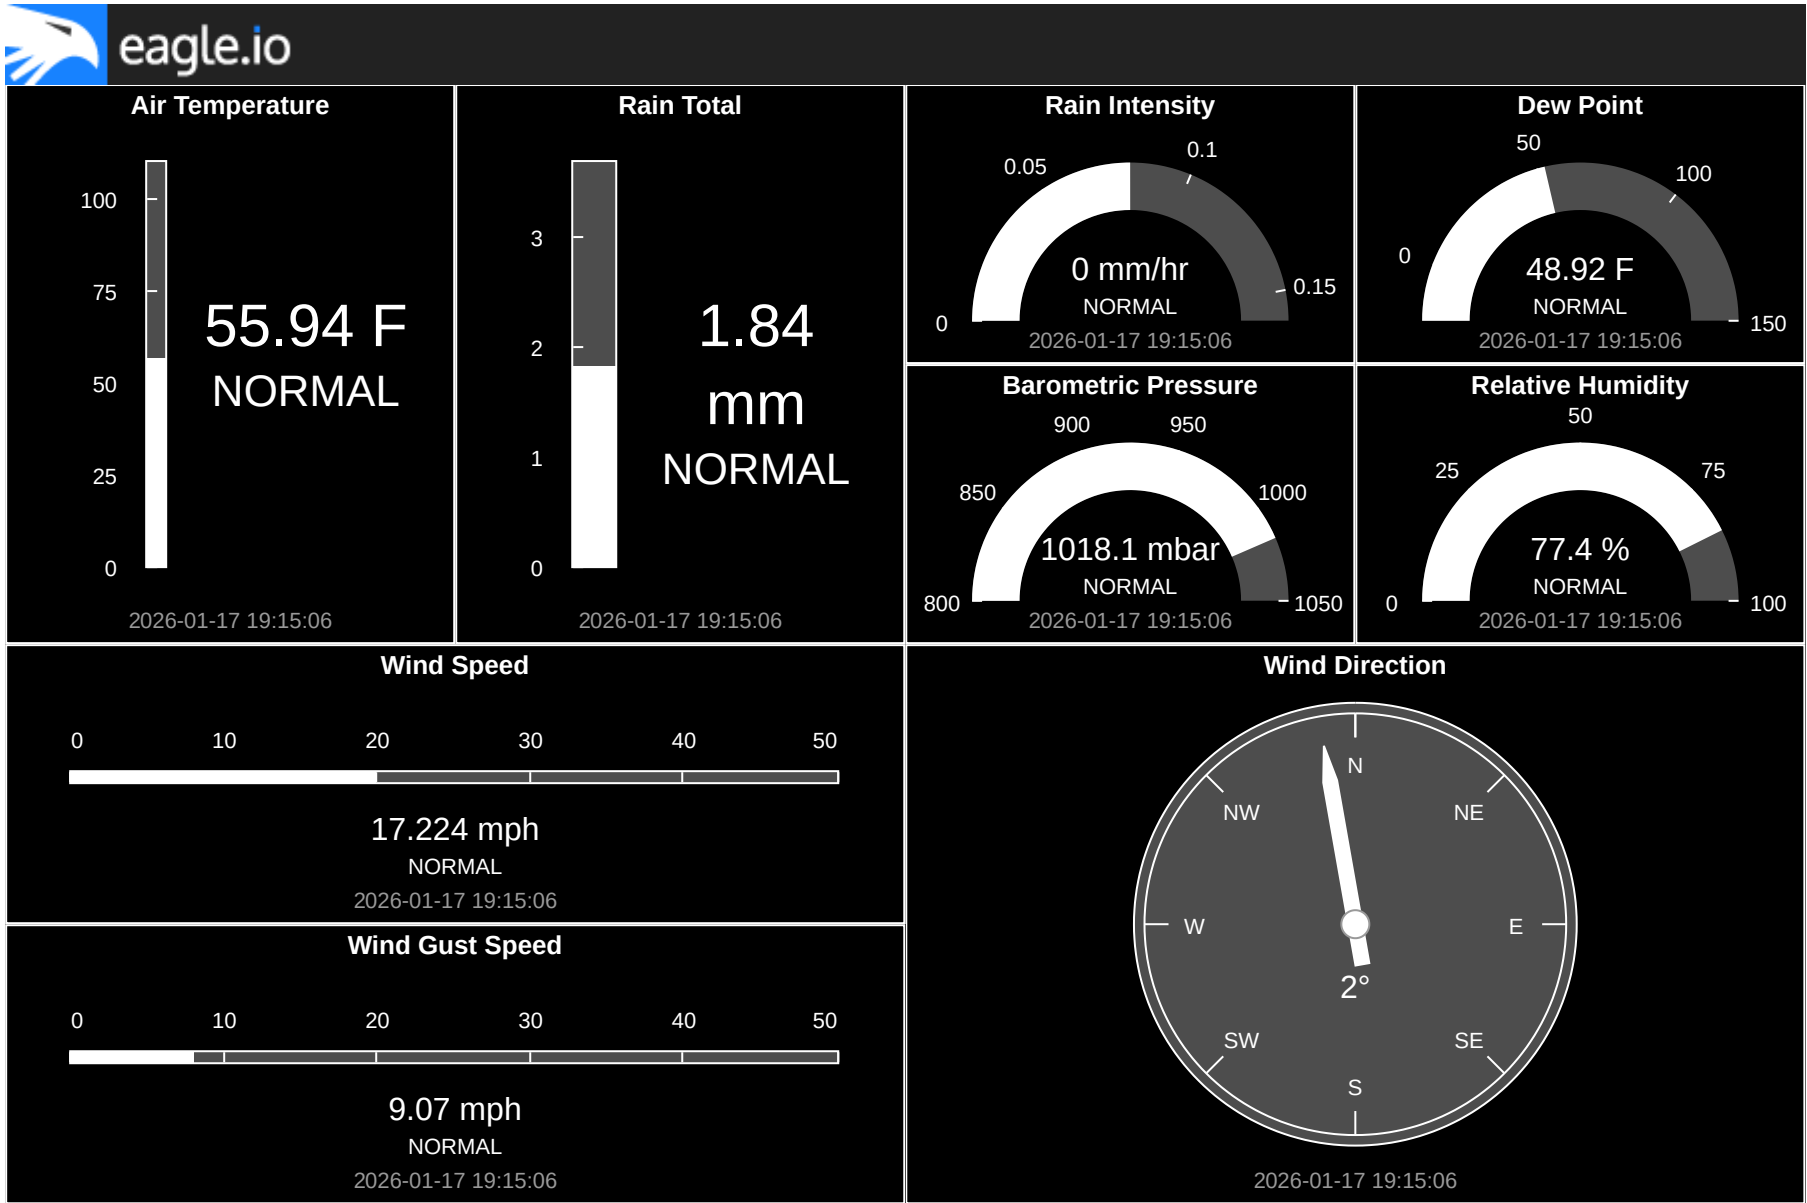 eagle.io
Air Temperature
100
75
50
25
0
55.94 F
NORMAL
2026-01-17 19:15:06
Rain Total
3
2
1
0
1.84
mm
NORMAL
2026-01-17 19:15:06
Rain Intensity
0
0.05
0.1
0.15
0 mm/hr
NORMAL
2026-01-17 19:15:06
Dew Point
0
50
100
150
48.92 F
NORMAL
2026-01-17 19:15:06
Barometric Pressure
800
850
900
950
1000
1050
1018.1 mbar
NORMAL
2026-01-17 19:15:06
Relative Humidity
0
25
50
75
100
77.4 %
NORMAL
2026-01-17 19:15:06
Wind Speed
0 10 20 30 40 50
17.224 mph
NORMAL
2026-01-17 19:15:06
Wind Gust Speed
0 10 20 30 40 50
9.07 mph
NORMAL
2026-01-17 19:15:06
Wind Direction
N
NW NE
W E
2°
SW SE
S
2026-01-17 19:15:06